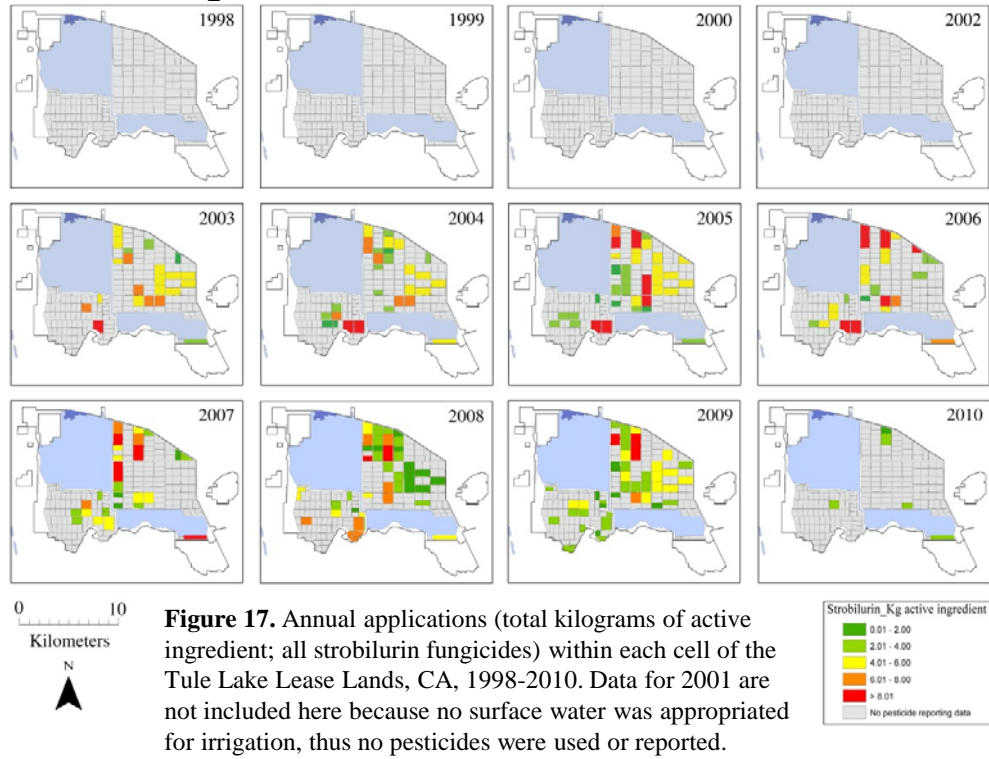 1998
1999
2000
2002
2003
2004
2005
2006
2007
2008
2009
2010
0 10
Kilometers
N
Figure 17. Annual applications (total kilograms of active
ingredient; all strobilurin fungicides) within each cell of the
Tule Lake Lease Lands, CA, 1998-2010. Data for 2001 are
not included here because no surface water was appropriated
for irrigation, thus no pesticides were used or reported.
Strobilurin_Kg active ingredient
0.01 - 2.00
2.01 - 4.00
4.01 - 6.00
6.01 - 8.00
> 8.01
No pesticide reporting data